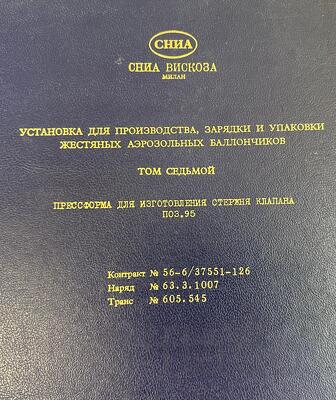 СНИА
СНИА ВИСКОЗА
МИЛАН
УСТАНОВКА ДЛЯ ПРОИЗВОДСТВА, ЗАРЯДКИ И УПАКОВКИ
ЖЕСТЯНЫХ АЭРОЗОЛЬНЫХ БАЛЛОНЧИКОВ
ТОМ СЕДЬМОЙ
ПРЕССФОРМА ДЛЯ ИЗГОТОВЛЕНИЯ СТЕРЖНЯ КЛАПАНА
ПОЗ.95
Контракт № 56-6/37551-126
Наряд № 63.3.1007
Транс № 605.545